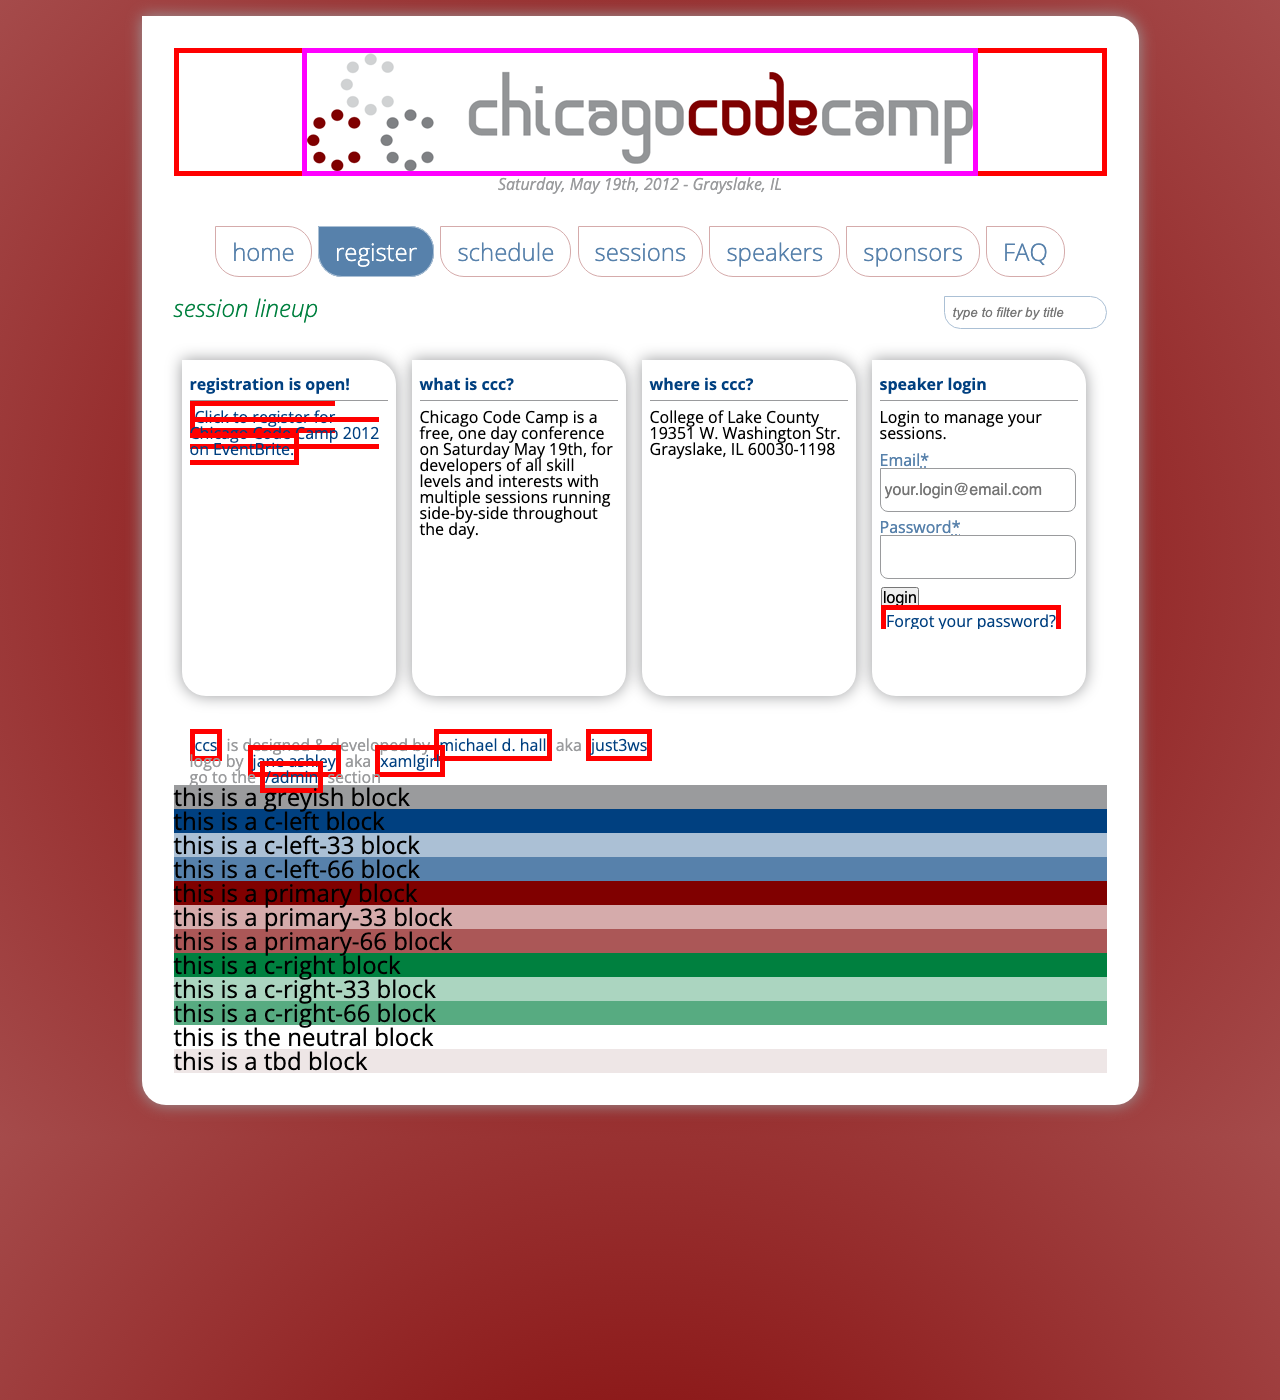 chicagocodecamp
Saturday, May 19th, 2012 - Grayslake, IL
home register schedule sessions speakers sponsors FAQ
session lineup
type to filter by title
registration is open!
Click to register for
Chicago Code Camp 2012
on EventBrite.
what is ccc?
Chicago Code Camp is a
free, one day conference
on Saturday May 19th, for
developers of all skill
levels and interests with
multiple sessions running
side-by-side throughout
the day.
where is ccc?
College of Lake County
19351 W. Washington Str.
Grayslake, IL 60030-1198
speaker login
Login to manage your
sessions.
Email*
your.login@email.com
Password*
login
Forgot your password?
ccs is designed & developed by michael d. hall aka just3ws
logo by jane ashley aka xamlgirl
go to the /admin section
this is a greyish block
this is a c-left block
this is a c-left-33 block
this is a c-left-66 block
this is a primary block
this is a primary-33 block
this is a primary-66 block
this is a c-right block
this is a c-right-33 block
this is a c-right-66 block
this is the neutral block
this is a tbd block